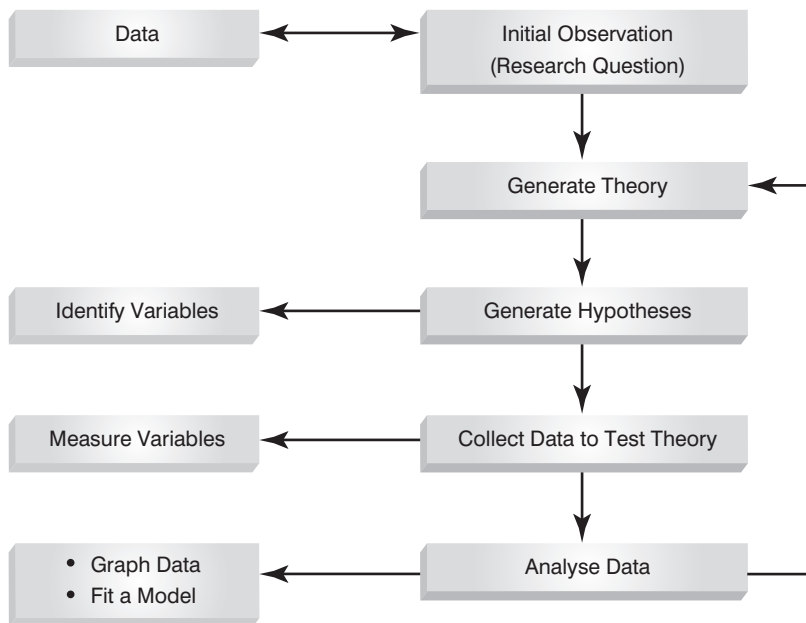 Data
Initial Observation
(Research Question)
Generate Theory
Identify Variables
Generate Hypotheses
Measure Variables
Collect Data to Test Theory
• Graph Data
• Fit a Model
Analyse Data